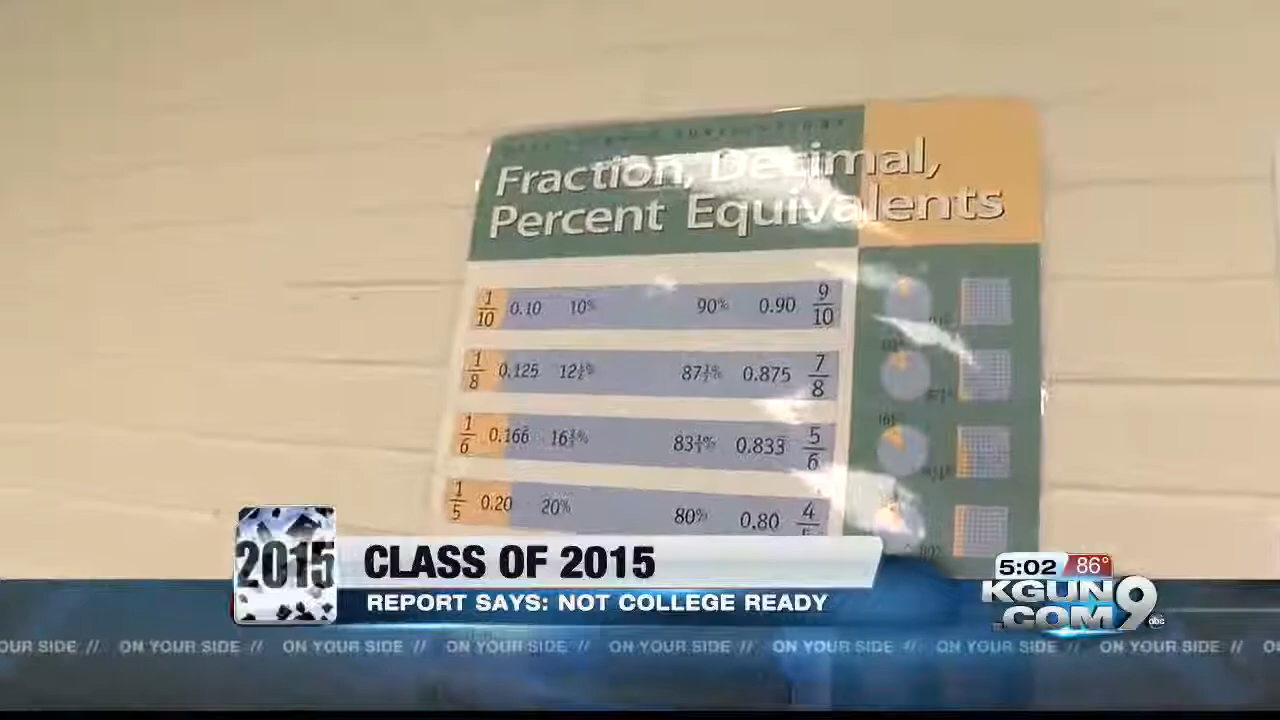 Fraction, Decimal,
Percent Equivalents
1/10 0.10 10% 90% 0.90 9/10
1/8 0.125 12½% 87½% 0.875 7/8
1/6 0.166 16⅔% 83⅓% 0.833 5/6
1/5 0.20 20% 80% 0.80 4/5
2015
CLASS OF 2015
REPORT SAYS: NOT COLLEGE READY
5:02 86°
KGUN9
.COM abc
OUR SIDE // ON YOUR SIDE // ON YOUR SIDE // ON YOUR SIDE // ON YOUR SIDE // ON YOUR SIDE // ON YOUR SIDE // ON YOUR SIDE